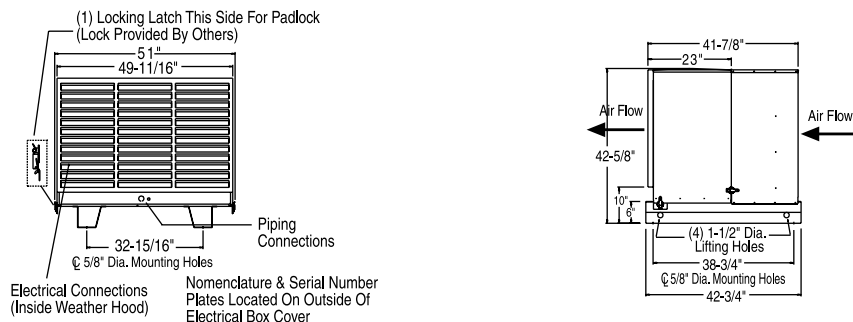 (1) Locking Latch This Side For Padlock
(Lock Provided By Others)
51"
49-11/16"
Piping
Connections
32-15/16"
℄ 5/8" Dia. Mounting Holes
Electrical Connections
(Inside Weather Hood)
Nomenclature & Serial Number
Plates Located On Outside Of
Electrical Box Cover
41-7/8"
23"
Air Flow
Air Flow
42-5/8"
10"
6"
(4) 1-1/2" Dia.
Lifting Holes
38-3/4"
℄ 5/8" Dia. Mounting Holes
42-3/4"